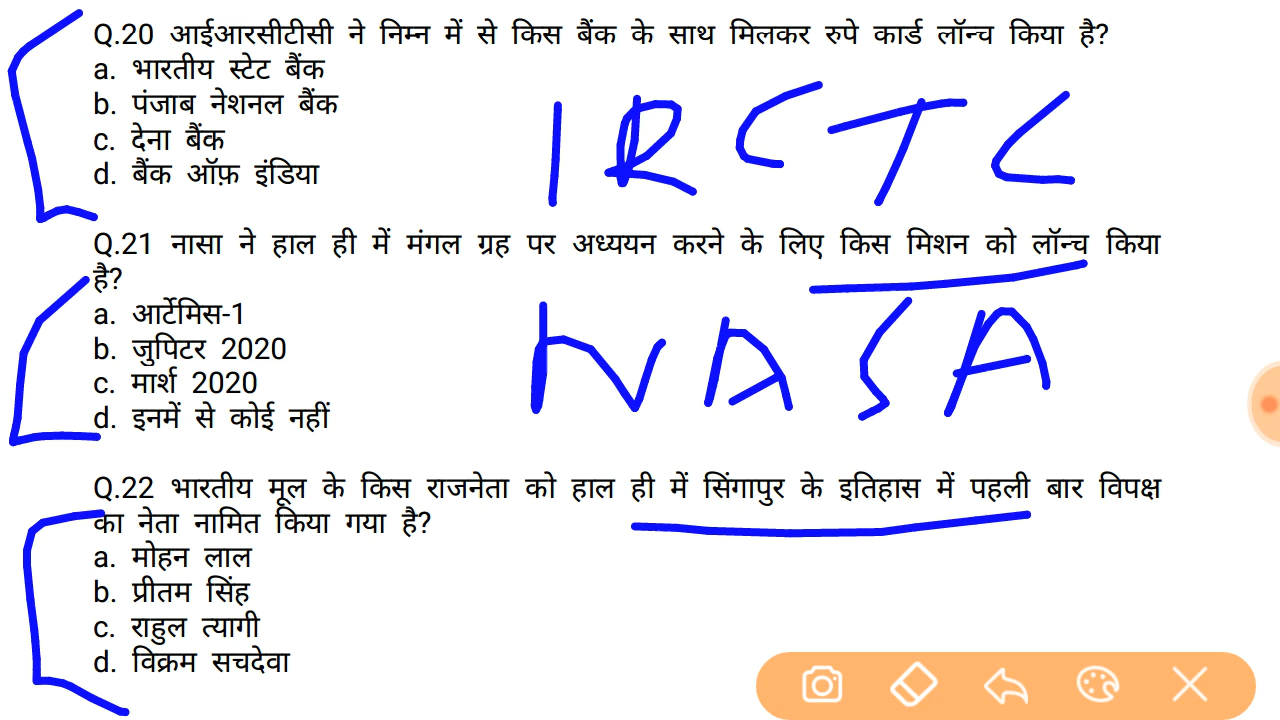 Q.20 आईआरसीटीसी ने निम्न में से किस बैंक के साथ मिलकर रुपे कार्ड लॉन्च किया है?
a. भारतीय स्टेट बैंक
b. पंजाब नेशनल बैंक
c. देना बैंक
d. बैंक ऑफ़ इंडिया
IRCTC
Q.21 नासा ने हाल ही में मंगल ग्रह पर अध्ययन करने के लिए किस मिशन को लॉन्च किया
है?
a. आर्टेमिस-1
b. जुपिटर 2020
c. मार्श 2020
d. इनमें से कोई नहीं
NASA
Q.22 भारतीय मूल के किस राजनेता को हाल ही में सिंगापुर के इतिहास में पहली बार विपक्ष
का नेता नामित किया गया है?
a. मोहन लाल
b. प्रीतम सिंह
c. राहुल त्यागी
d. विक्रम सचदेवा